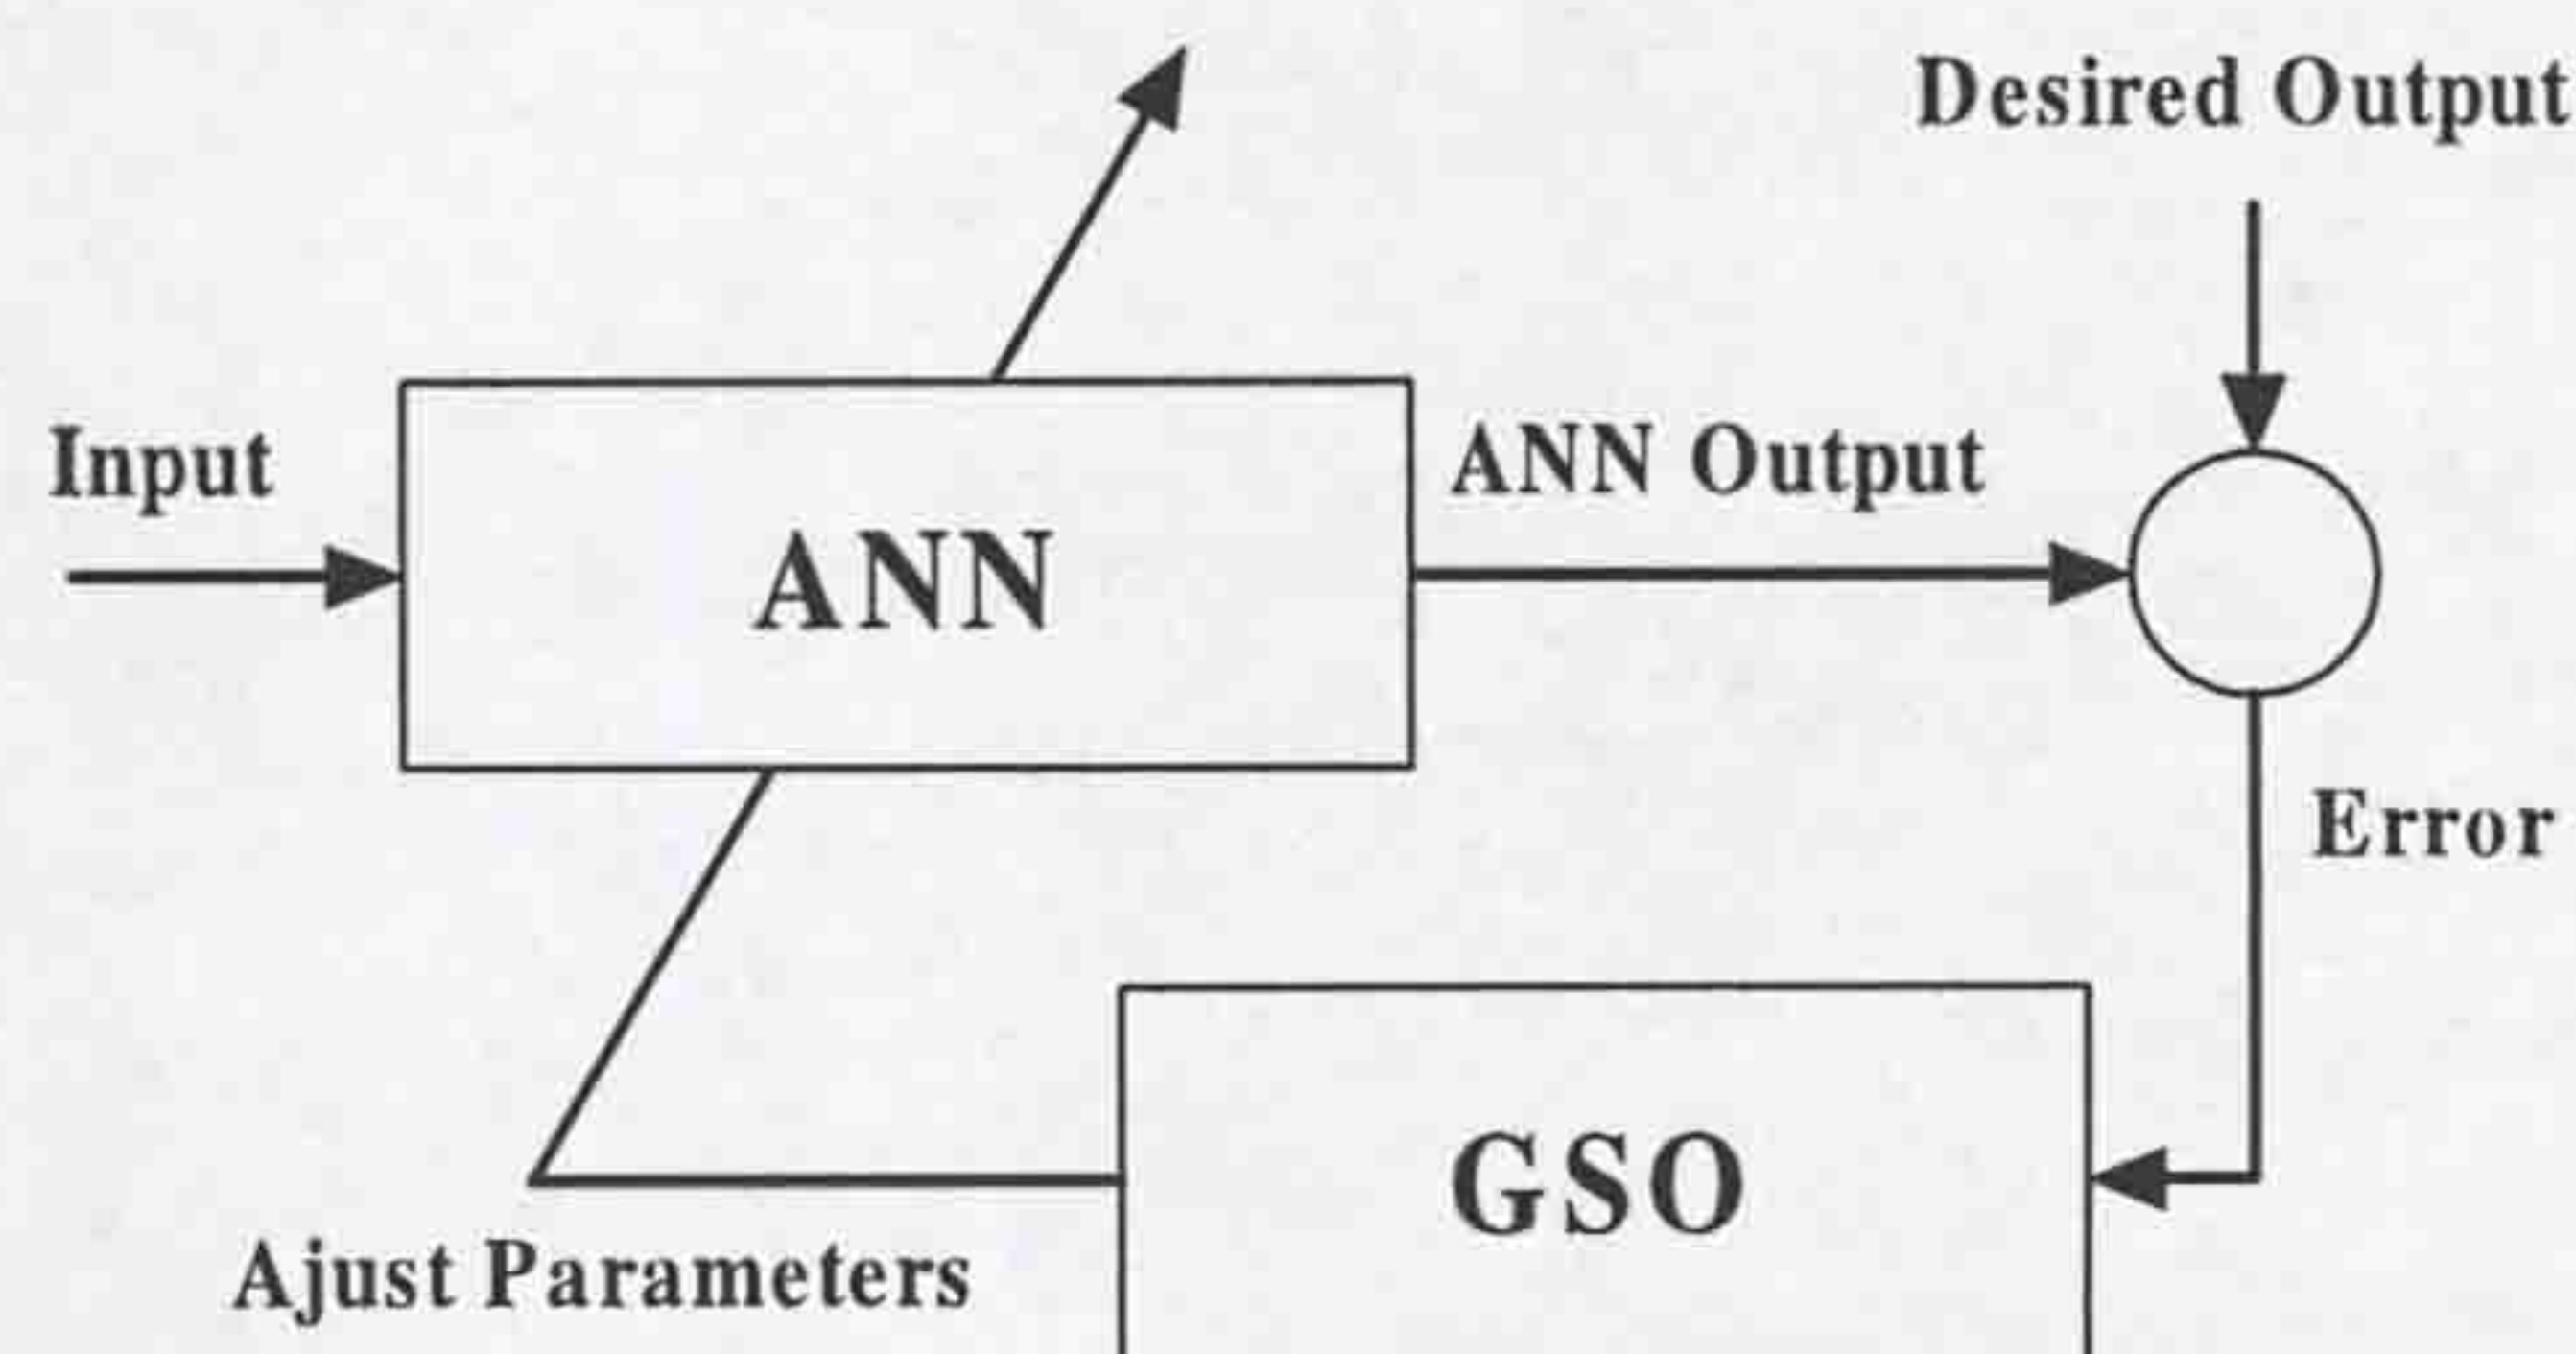 Desired Output
Input
ANN Output
ANN
Error
GSO
Ajust Parameters